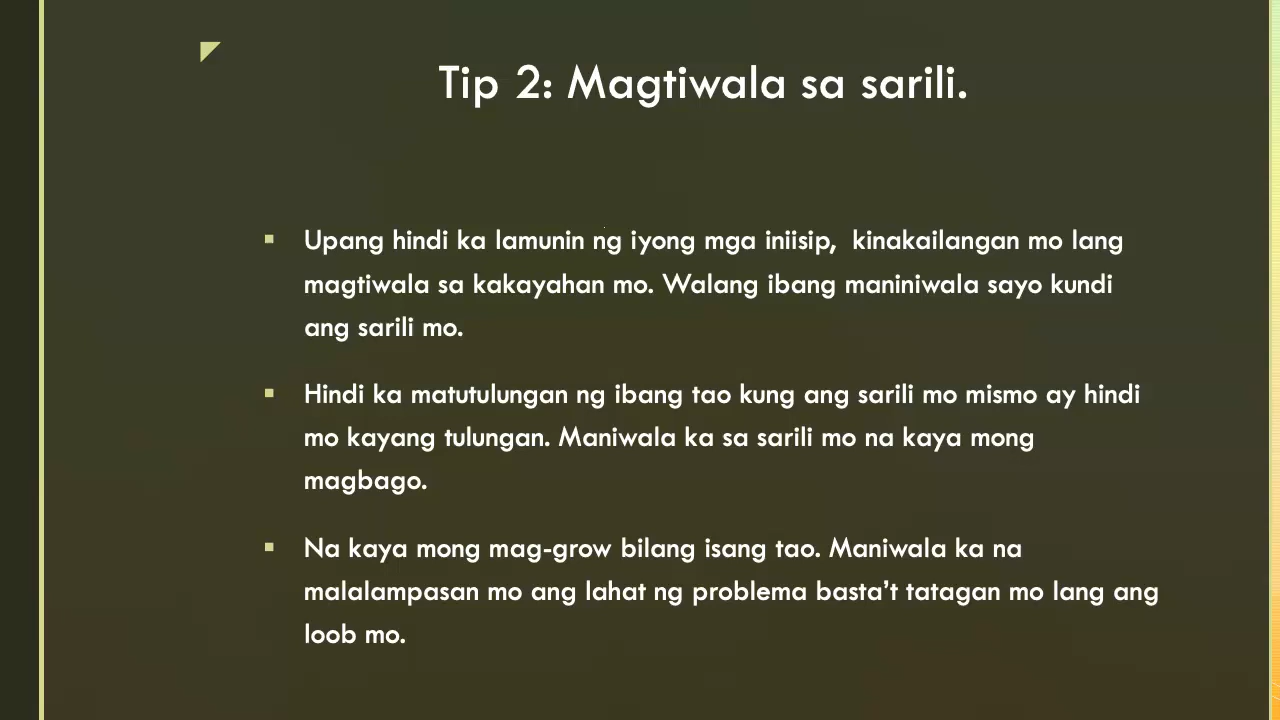 Tip 2: Magtiwala sa sarili.
Upang hindi ka lamunin ng iyong mga iniisip,  kinakailangan mo lang
magtiwala sa kakayahan mo. Walang ibang maniniwala sayo kundi
ang sarili mo.
Hindi ka matutulungan ng ibang tao kung ang sarili mo mismo ay hindi
mo kayang tulungan. Maniwala ka sa sarili mo na kaya mong
magbago.
Na kaya mong mag-grow bilang isang tao. Maniwala ka na
malalampasan mo ang lahat ng problema basta’t tatagan mo lang ang
loob mo.